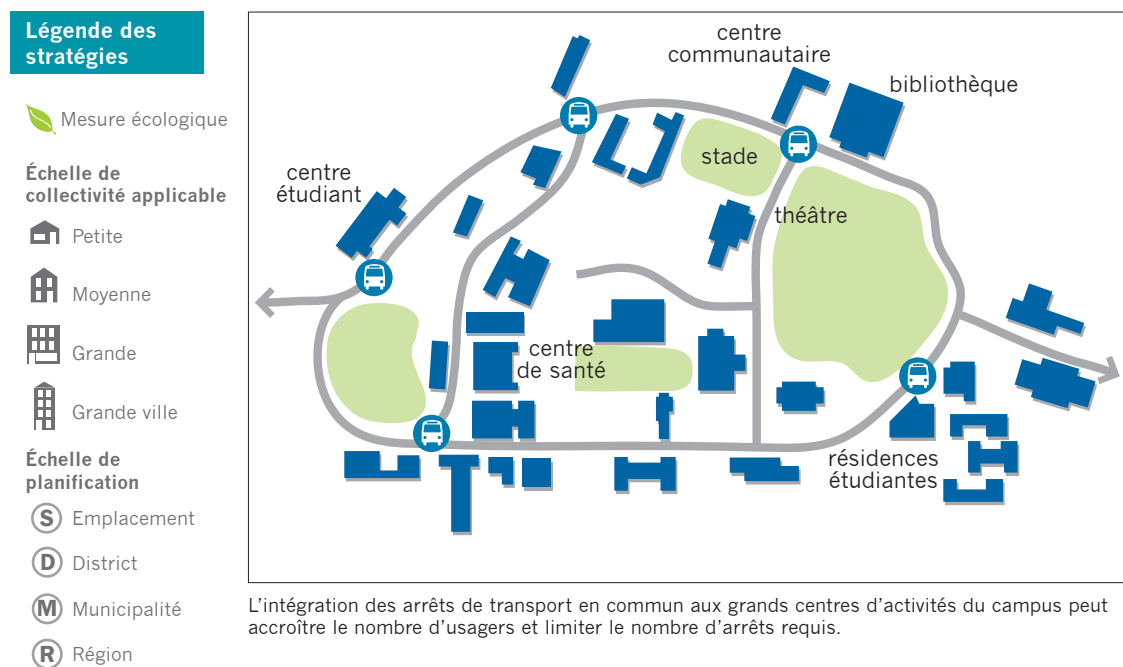 Légende des
stratégies
Mesure écologique
Échelle de
collectivité applicable
Petite
Moyenne
Grande
Grande ville
Échelle de
planification
S Emplacement
D District
M Municipalité
R Région
centre
communautaire
bibliothèque
stade
centre
étudiant
théâtre
centre
de santé
résidences
étudiantes
L’intégration des arrêts de transport en commun aux grands centres d’activités du campus peut
accroître le nombre d’usagers et limiter le nombre d’arrêts requis.